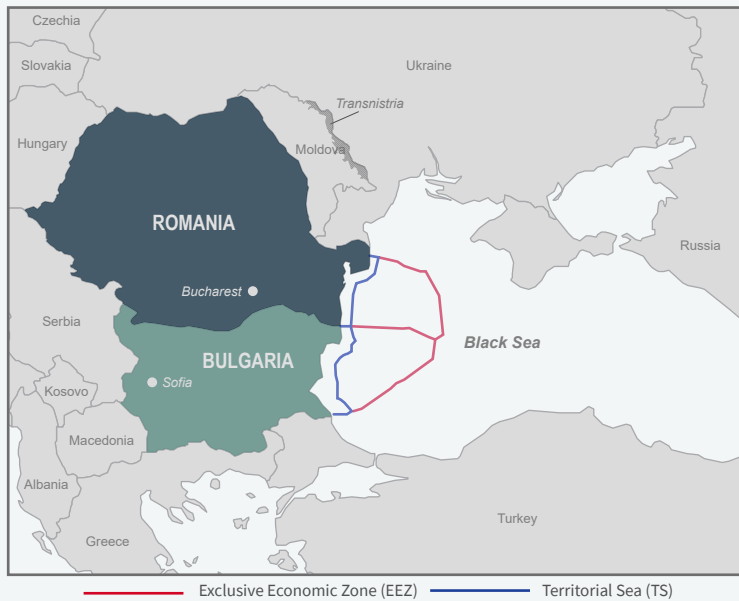 Czechia
Slovakia
Ukraine
Transnistria
Hungary
Moldova
ROMANIA
Russia
Bucharest
Serbia
Black Sea
BULGARIA
Sofia
Kosovo
Macedonia
Albania
Turkey
Greece
Exclusive Economic Zone (EEZ)
Territorial Sea (TS)